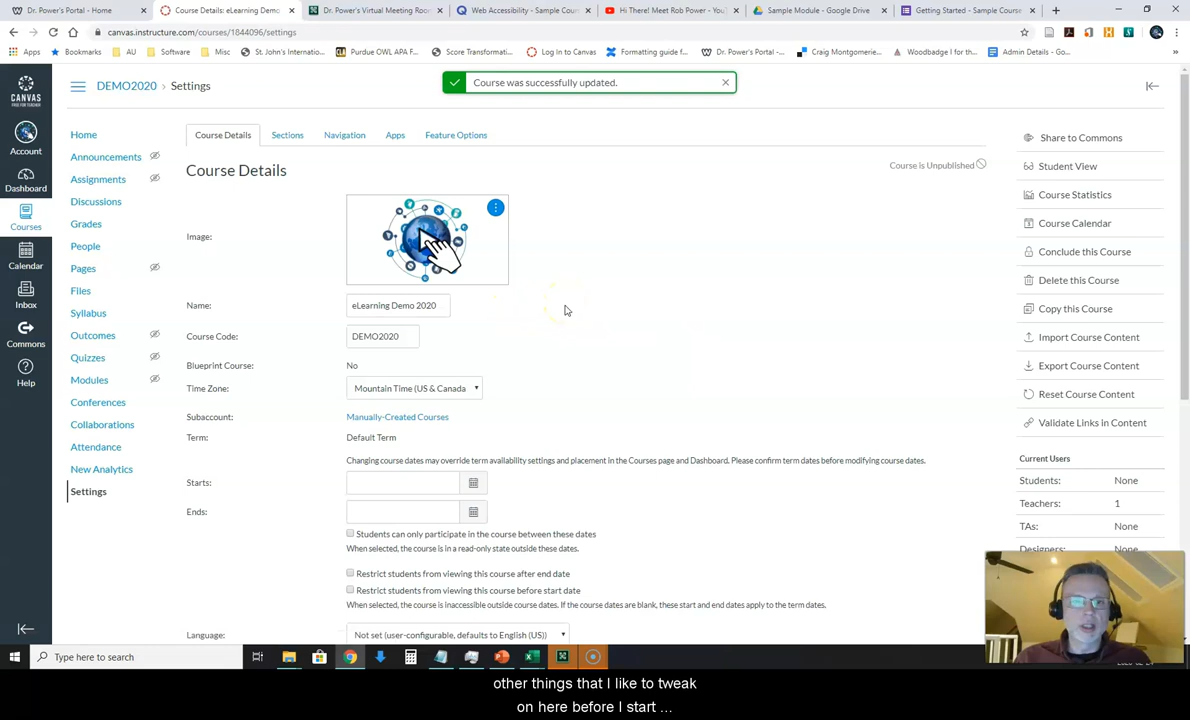 Dr. Power's Portal - Home
Course Details: eLearning Demo
Dr. Power's Virtual Meeting Room
Web Accessibility - Sample Cour
Hi There! Meet Rob Power - You
Sample Module - Google Drive
Getting Started - Sample Course
canvas.instructure.com/courses/1844096/settings
Apps
Bookmarks
AU
Software
Misc
St. John's Internatio...
Purdue OWL APA F...
Score Transformati...
Log In to Canvas
Formatting guide f...
Dr. Power's Portal -...
Craig Montgomerie...
Woodbadge I for th...
Admin Details - Go...
CANVAS
FREE FOR TEACHER
Account
Dashboard
Courses
Calendar
Inbox
Commons
Help
DEMO2020 › Settings
Course was successfully updated.
Home
Announcements
Assignments
Discussions
Grades
People
Pages
Files
Syllabus
Outcomes
Quizzes
Modules
Conferences
Collaborations
Attendance
New Analytics
Settings
Course Details
Sections
Navigation
Apps
Feature Options
Course Details
Course is Unpublished
Image:
Name:
eLearning Demo 2020
Course Code:
DEMO2020
Blueprint Course:
No
Time Zone:
Mountain Time (US & Canada
Subaccount:
Manually-Created Courses
Term:
Default Term
Changing course dates may override term availability settings and placement in the Courses page and Dashboard. Please confirm term dates before modifying course dates.
Starts:
Ends:
Students can only participate in the course between these dates
When selected, the course is in a read-only state outside these dates.
Restrict students from viewing this course after end date
Restrict students from viewing this course before start date
When selected, the course is inaccessible outside course dates. If the course dates are blank, these start and end dates apply to the term dates.
Language:
Not set (user-configurable, defaults to English (US))
Share to Commons
Student View
Course Statistics
Course Calendar
Conclude this Course
Delete this Course
Copy this Course
Import Course Content
Export Course Content
Reset Course Content
Validate Links in Content
Current Users
Students: None
Teachers: 1
TAs: None
Designers: None
Type here to search
other things that I like to tweak
on here before I start ...